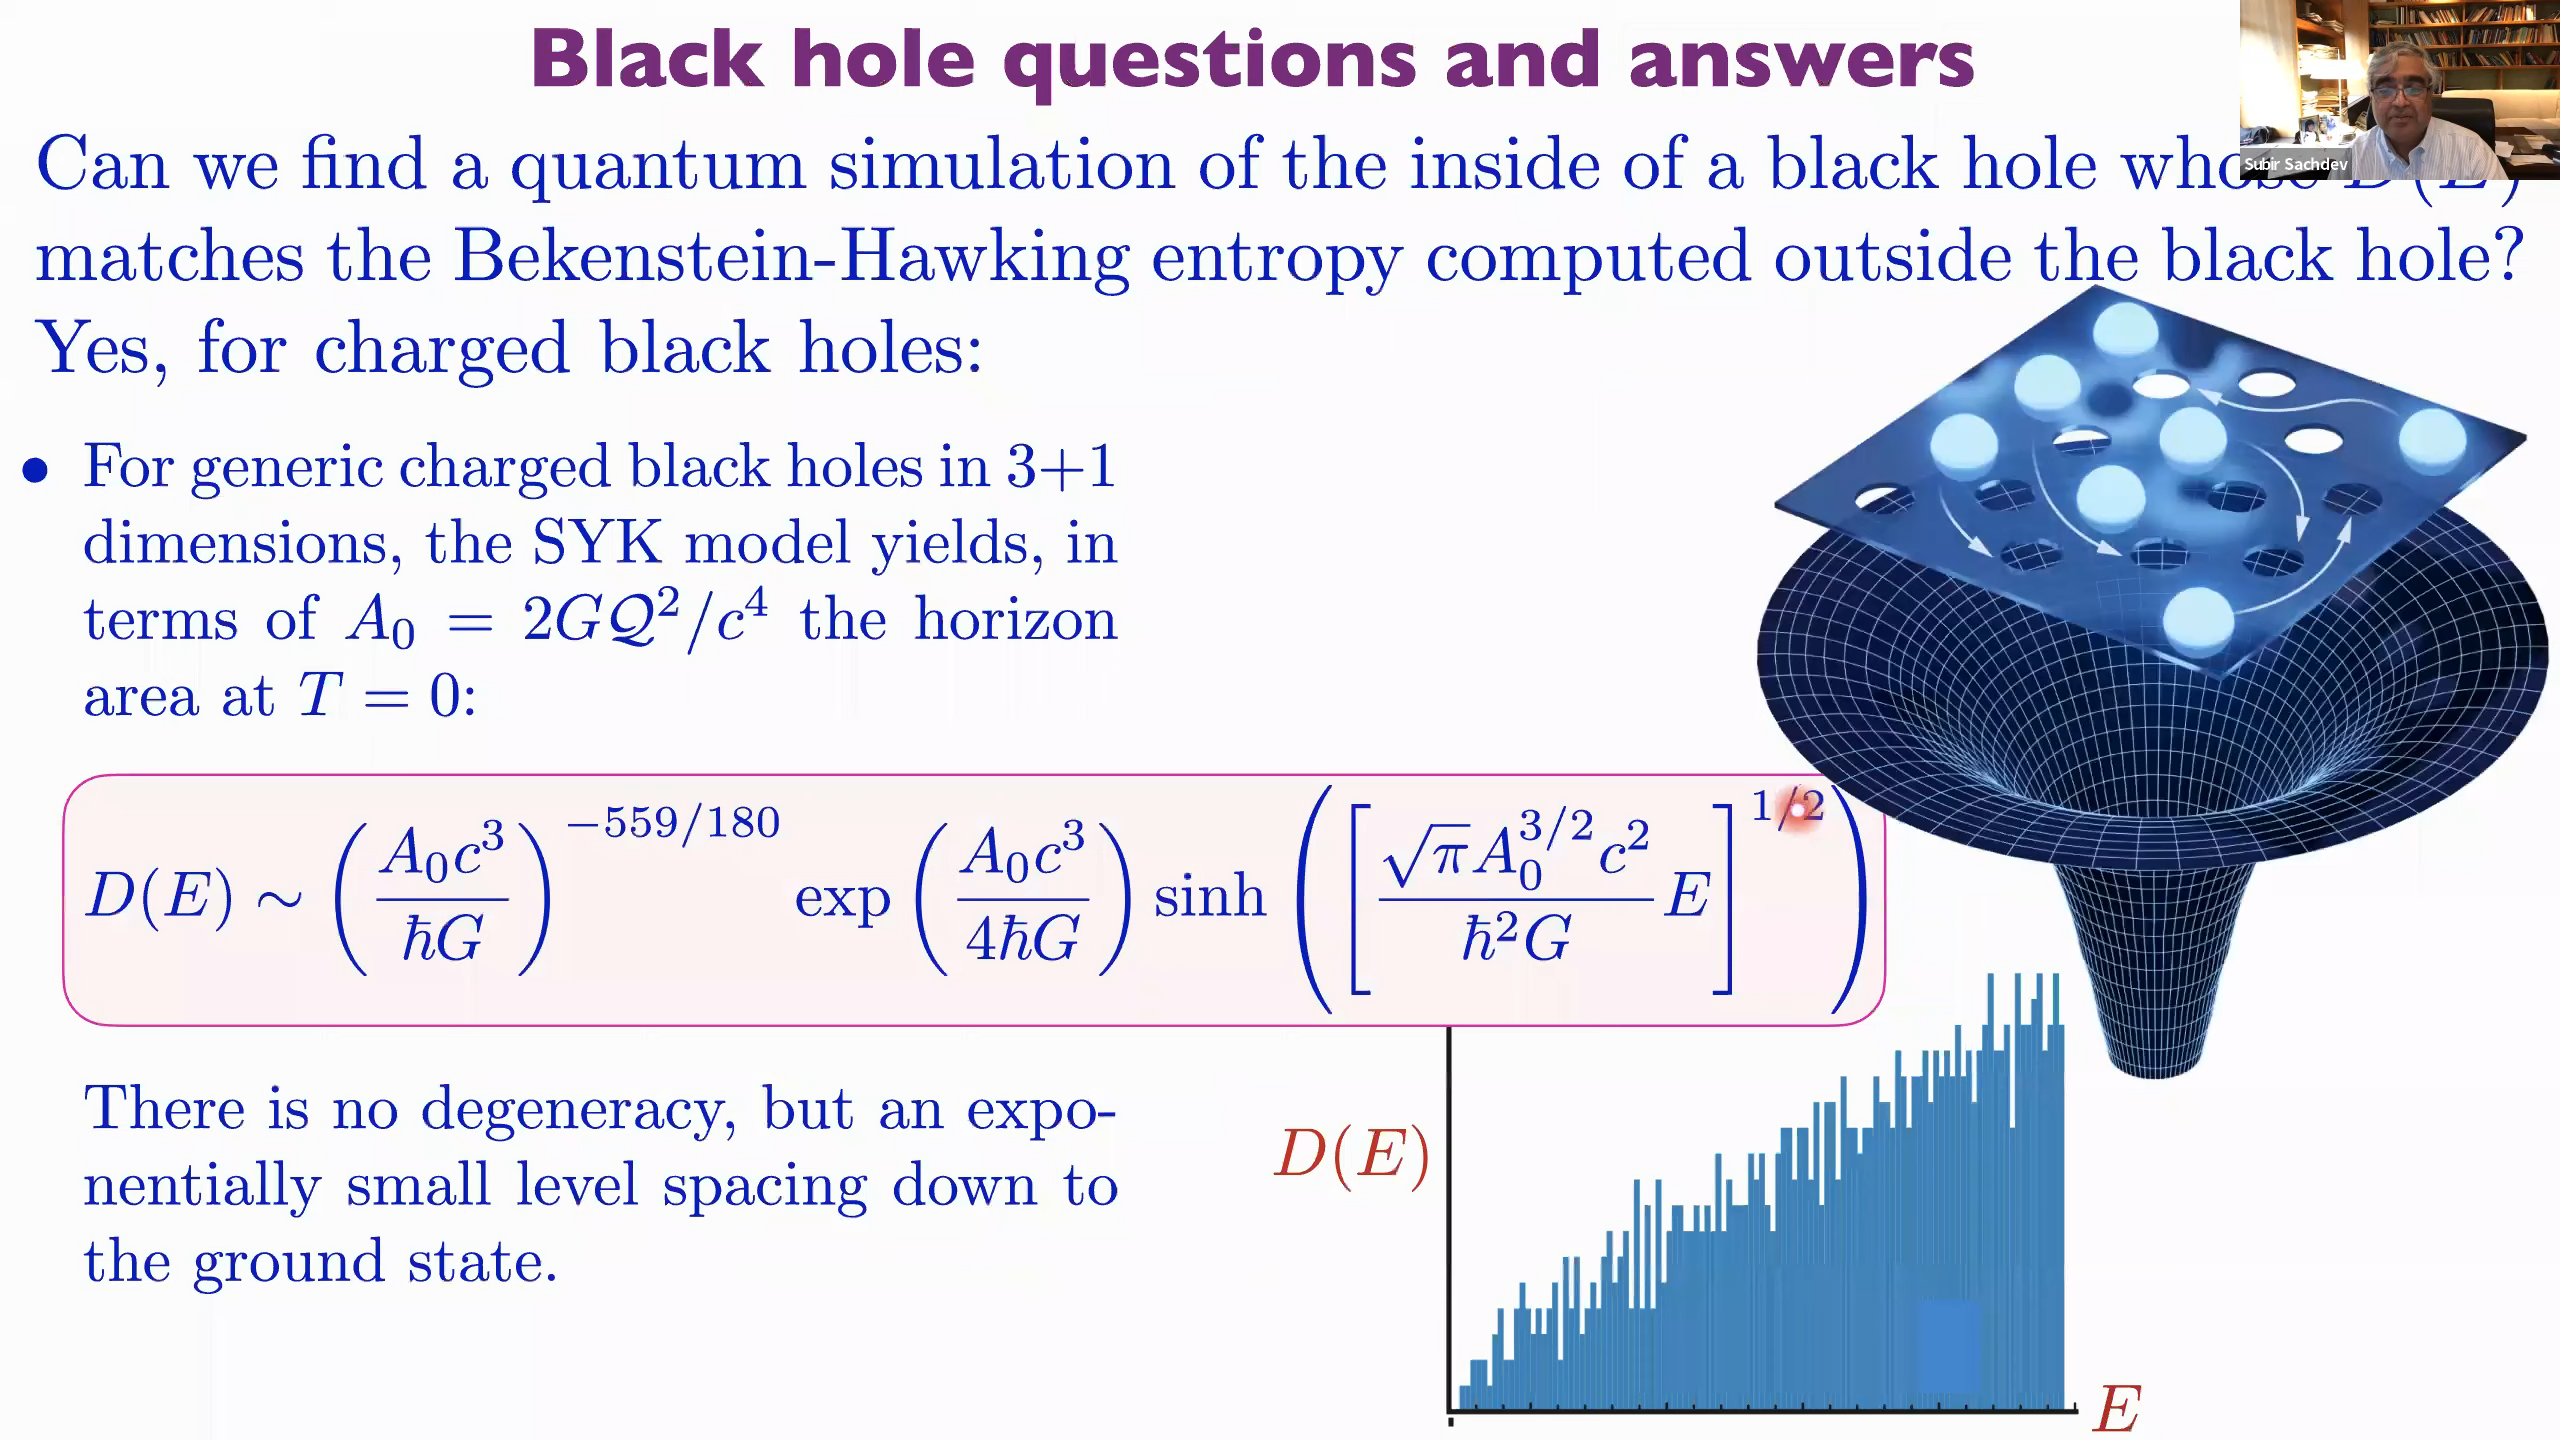 Black hole questions and answers
Subir Sachdev
Can we find a quantum simulation of the inside of a black hole whose D(E)
matches the Bekenstein-Hawking entropy computed outside the black hole?
Yes, for charged black holes:
• For generic charged black holes in 3+1
dimensions, the SYK model yields, in
terms of A₀ = 2G𝒬²/c⁴ the horizon
area at T = 0:
D(E) ∼ (A₀c³/ħG)^{−559/180} exp(A₀c³/4ħG) sinh([√π A₀^{3/2} c²/ħ²G E]^{1/2})
There is no degeneracy, but an expo-
nentially small level spacing down to
the ground state.
D(E)
E